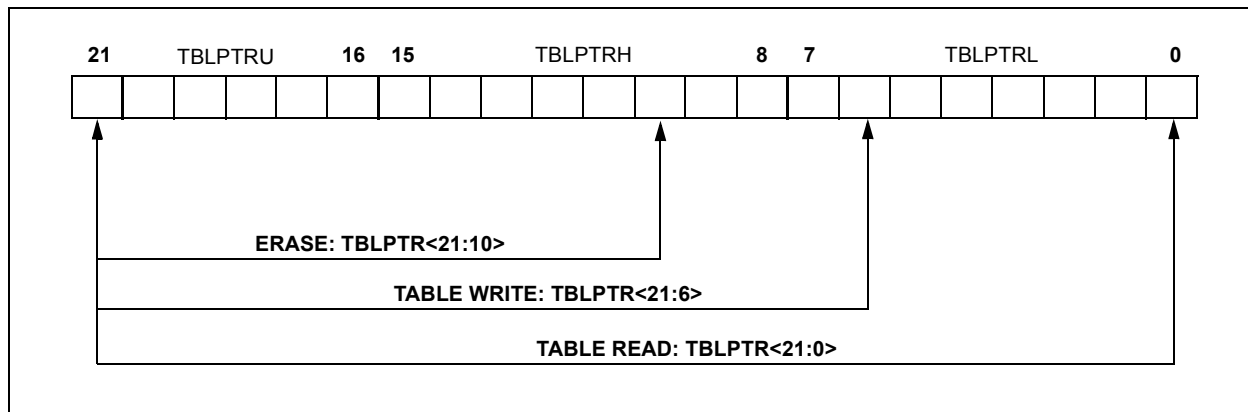 21 TBLPTRU 16 15 TBLPTRH 8 7 TBLPTRL 0
ERASE: TBLPTR<21:10>
TABLE WRITE: TBLPTR<21:6>
TABLE READ: TBLPTR<21:0>